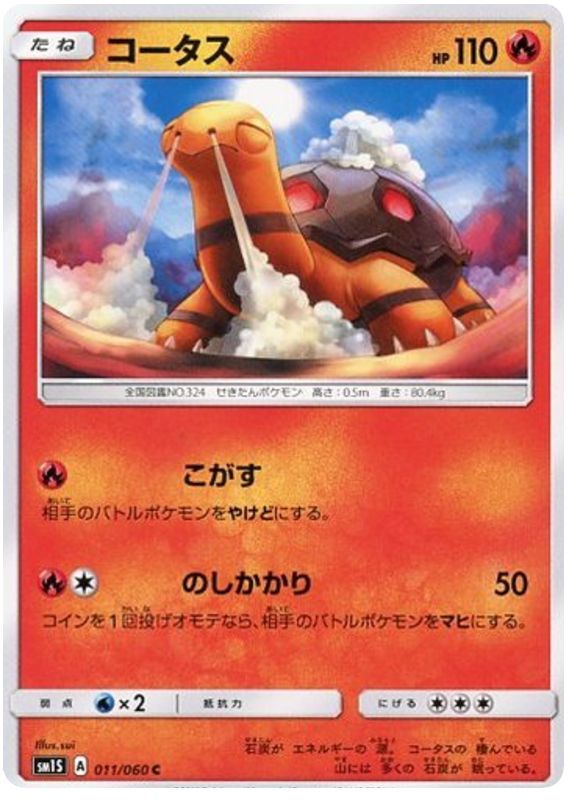 たね コータス HP 110
全国図鑑NO.324 せきたんポケモン 高さ:0.5m 重さ:80.4kg
こがす
相手のバトルポケモンをやけどにする。
のしかかり 50
コインを1回投げオモテなら、相手のバトルポケモンをマヒにする。
弱点 ×2 抵抗力 にげる
Illus.sui
石炭が エネルギーの 源。 コータスの 棲んでいる
SM1S A 011/060 C 山には 多くの 石炭が 眠っている。